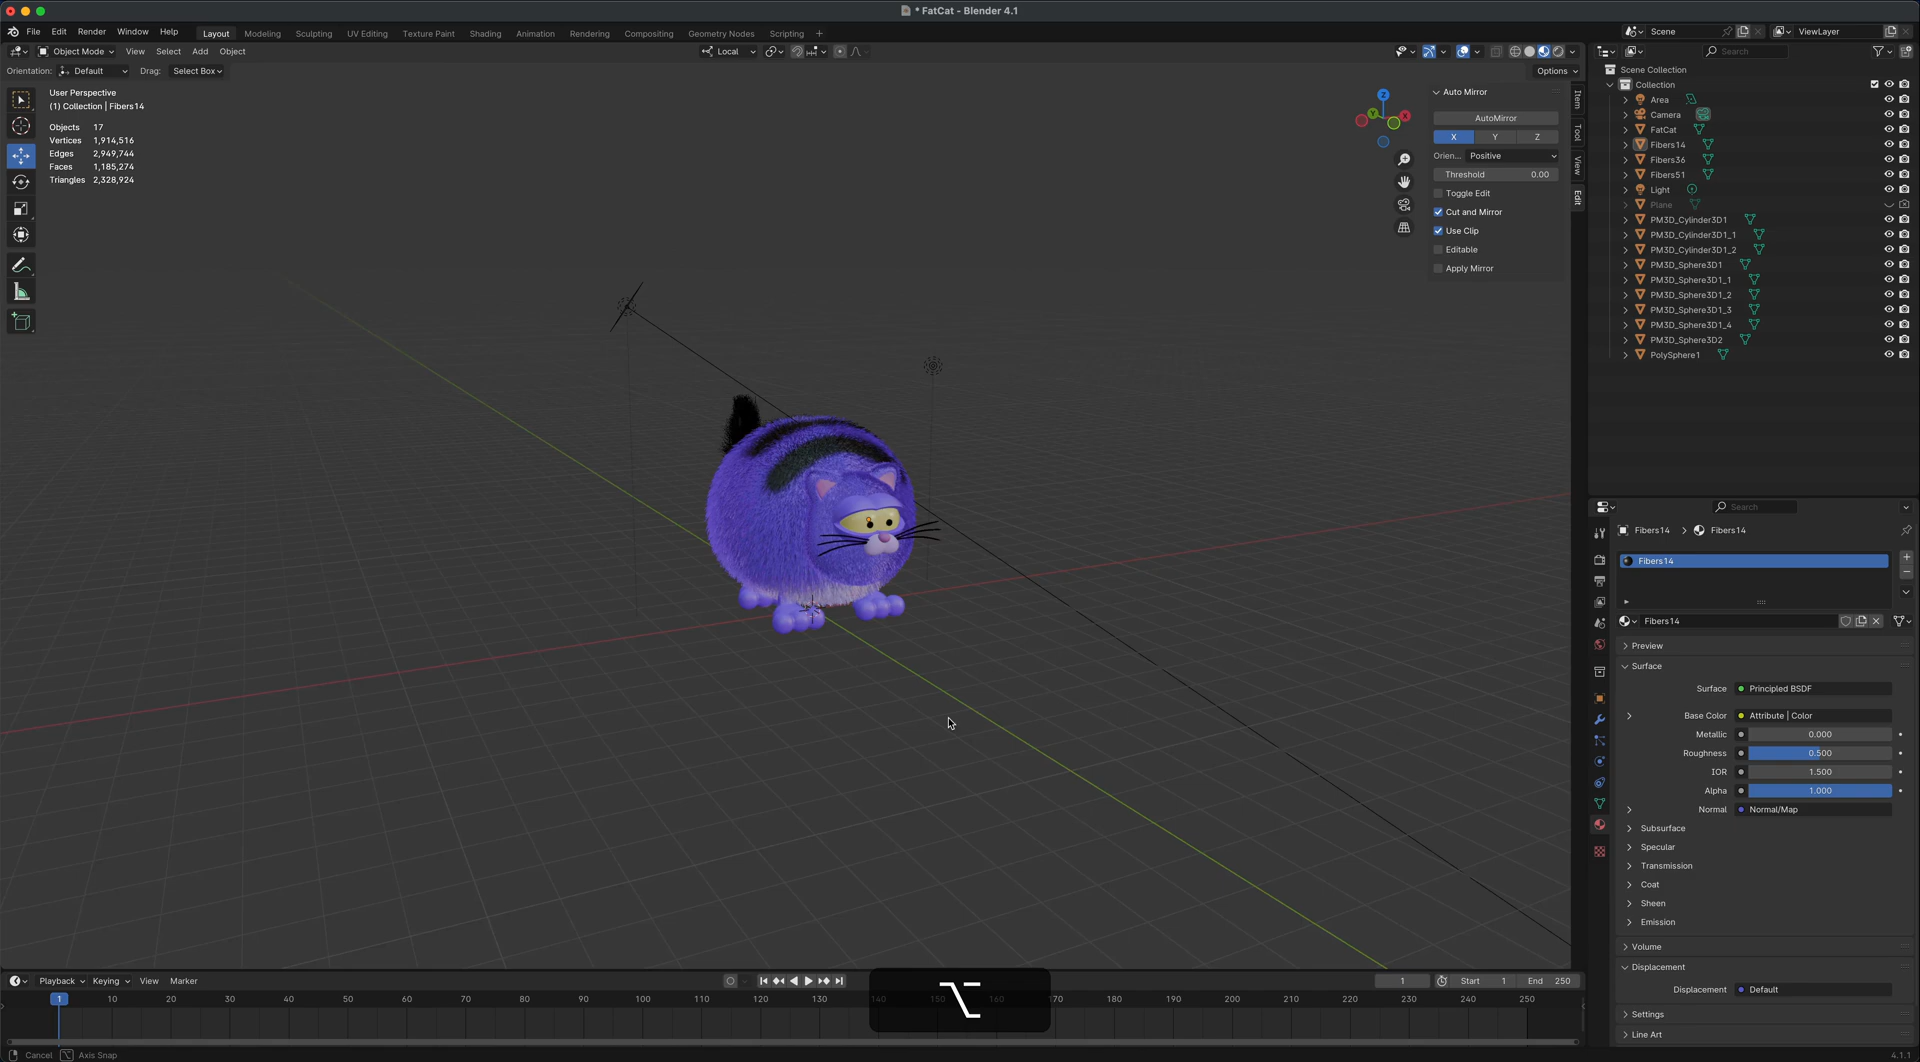 * FatCat - Blender 4.1
File Edit Render Window Help Layout Modeling Sculpting UV Editing Texture Paint Shading Animation Rendering Compositing Geometry Nodes Scripting + Scene ViewLayer
Object Mode View Select Add Object Local Search
Orientation: Default Drag: Select Box Options
User Perspective
(1) Collection | Fibers14
Objects 17
Vertices 1,914,516
Edges 2,949,744
Faces 1,185,274
Triangles 2,328,924
Z
Y
X
Auto Mirror
AutoMirror
X Y Z
Orien... Positive
Threshold 0.00
Toggle Edit
Cut and Mirror
Use Clip
Editable
Apply Mirror
Item
Tool
View
Edit
Scene Collection
Collection
Area
Camera
FatCat
Fibers14
Fibers36
Fibers51
Light
Plane
PM3D_Cylinder3D1
PM3D_Cylinder3D1_1
PM3D_Cylinder3D1_2
PM3D_Sphere3D1
PM3D_Sphere3D1_1
PM3D_Sphere3D1_2
PM3D_Sphere3D1_3
PM3D_Sphere3D1_4
PM3D_Sphere3D2
PolySphere1
Search
Fibers14 > Fibers14
Fibers14
Fibers14
Preview
Surface
Surface Principled BSDF
Base Color Attribute | Color
Metallic 0.000
Roughness 0.500
IOR 1.500
Alpha 1.000
Normal Normal/Map
Subsurface
Specular
Transmission
Coat
Sheen
Emission
Volume
Displacement
Displacement Default
Settings
Line Art
Playback Keying View Marker 1 Start 1 End 250
1 10 20 30 40 50 60 70 80 90 100 110 120 130 140 150 160 170 180 190 200 210 220 230 240 250
Cancel Axis Snap 4.1.1